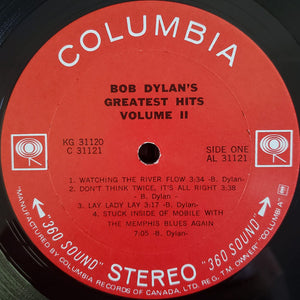 COLUMBIA
BOB DYLAN'S
GREATEST HITS
VOLUME II
KG 31120
C 31121
SIDE ONE
AL 31121
1. WATCHING THE RIVER FLOW 3:34 -B. Dylan-
2. DON'T THINK TWICE, IT'S ALL RIGHT 3:38
- B. Dylan -
3. LAY LADY LAY 3:17 -B. Dylan-
4. STUCK INSIDE OF MOBILE WITH
THE MEMPHIS BLUES AGAIN
7:05 -B. Dylan-
"360 SOUND" STEREO "360 SOUND"
MANUFACTURED BY COLUMBIA RECORDS OF CANADA, LTD. REG. T.M. OWNER "COLUMBIA"